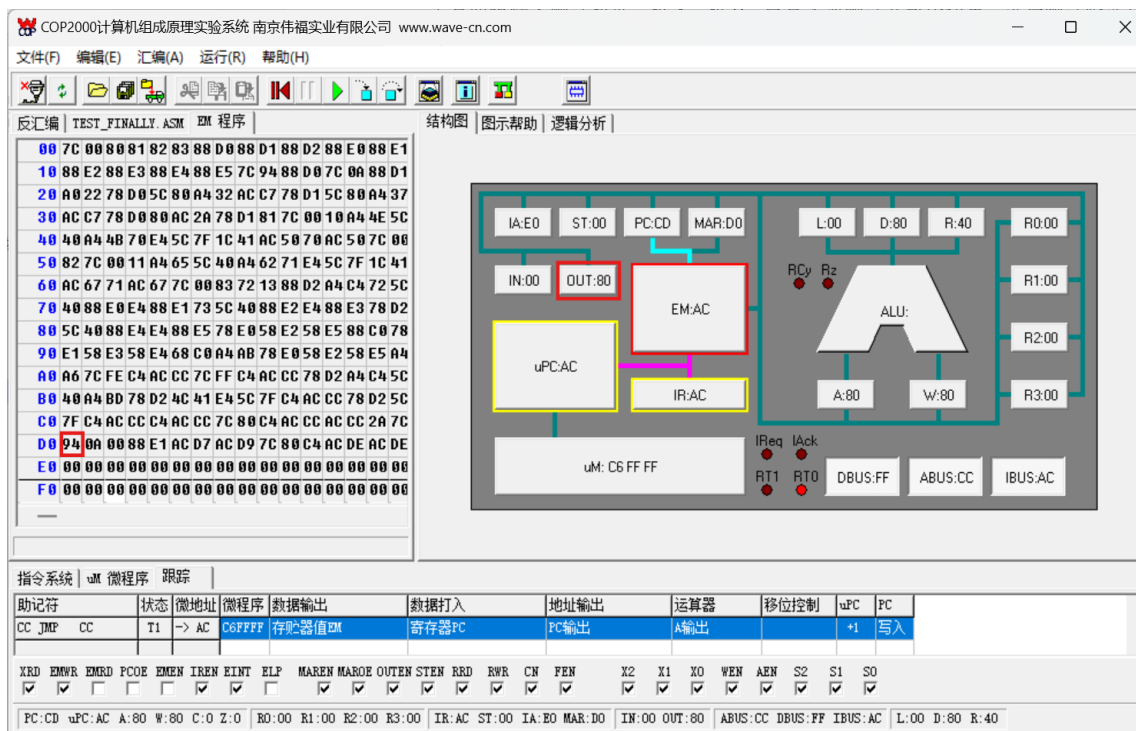 COP2000计算机组成原理实验系统 南京伟福实业有限公司 www.wave-cn.com
文件(F) 编辑(E) 汇编(A) 运行(R) 帮助(H)
反汇编 TEST_FINALLY.ASM EM 程序
00 7C 00 80 81 82 83 88 D0 88 D1 88 D2 88 E0 88 E1
10 88 E2 88 E3 88 E4 88 E5 7C 94 88 D0 7C 0A 88 D1
20 A0 22 78 D0 5C 80 A4 32 AC C7 78 D1 5C 80 A4 37
30 AC C7 78 D0 80 AC 2A 78 D1 81 7C 00 10 A4 4E 5C
40 40 A4 4B 70 E4 5C 7F 1C 41 AC 50 70 AC 50 7C 00
50 82 7C 00 11 A4 65 5C 40 A4 62 71 E4 5C 7F 1C 41
60 AC 67 71 AC 67 7C 00 83 72 13 88 D2 A4 C4 72 5C
70 40 88 E0 E4 88 E1 73 5C 40 88 E2 E4 88 E3 78 D2
80 5C 40 88 E4 E4 88 E5 78 E0 58 E2 58 E5 88 C0 78
90 E1 58 E3 58 E4 68 C0 A4 AB 78 E0 58 E2 58 E5 A4
A0 A6 7C FE C4 AC CC 7C FF C4 AC CC 78 D2 A4 C4 5C
B0 40 A4 BD 78 D2 4C 41 E4 5C 7F C4 AC CC 78 D2 5C
C0 7F C4 AC CC C4 AC CC 7C 80 C4 AC CC AC CC 2A 7C
D0 94 0A 00 88 E1 AC D7 AC D9 7C 80 C4 AC DE AC DE
E0 00 00 00 00 00 00 00 00 00 00 00 00 00 00 00 00
F0 00 00 00 00 00 00 00 00 00 00 00 00 00 00 00 00
结构图 图示帮助 逻辑分析
IA:E0 ST:00 PC:CD MAR:D0 L:00 D:80 R:40 R0:00
IN:00 OUT:80 RCy Rz R1:00
EM:AC ALU:
R2:00
uPC:AC
IR:AC A:80 W:80 R3:00
IReq IAck
uM: C6 FF FF
RT1 RT0 DBUS:FF ABUS:CC IBUS:AC
指令系统 uM 微程序 跟踪
助记符 状态 微地址 微程序 数据输出 数据打入 地址输出 运算器 移位控制 uPC PC
CC JMP CC T1 -> AC C6FFFF 存贮器值EM 寄存器PC PC输出 A输出 +1 写入
XRD EMWR EMRD PCOE EMEN IREN EINT ELP MAREN MAROE OUTEN STEN RRD RWR CN FEN X2 X1 X0 WEN AEN S2 S1 S0
PC:CD uPC:AC A:80 W:80 C:0 Z:0 R0:00 R1:00 R2:00 R3:00 IR:AC ST:00 IA:E0 MAR:D0 IN:00 OUT:80 ABUS:CC DBUS:FF IBUS:AC L:00 D:80 R:40